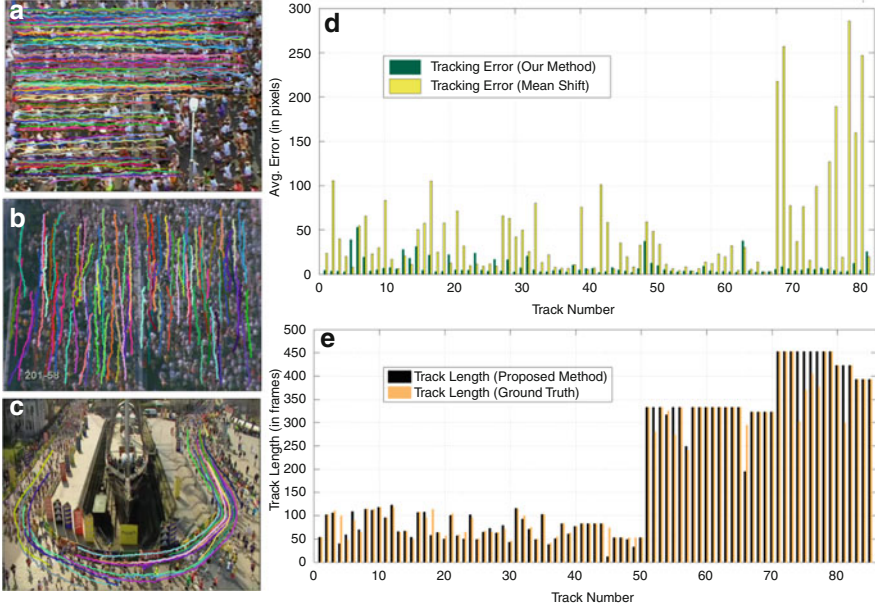 a
b
201-58
c
d
300
250
200
150
100
50
0
Avg. Error (in pixels)
Tracking Error (Our Method)
Tracking Error (Mean Shift)
0 10 20 30 40 50 60 70 80
Track Number
e
500
450
400
350
300
250
200
150
100
50
0
Track Length (in frames)
Track Length (Proposed Method)
Track Length (Ground Truth)
0 10 20 30 40 50 60 70 80
Track Number